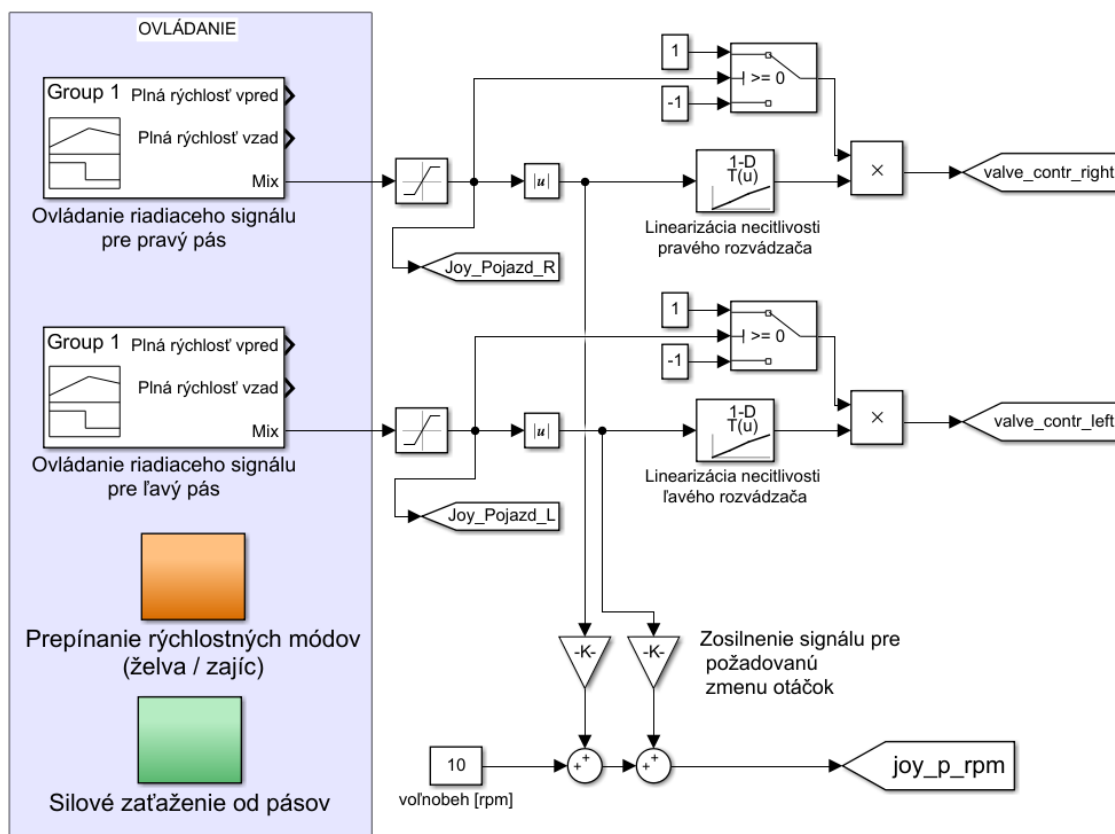 OVLÁDANIE
Group 1
Plná rýchlosť vpred
Plná rýchlosť vzad
Mix
Ovládanie riadiaceho signálu
pre pravý pás
1
>= 0
-1
|u|
1-D
T(u)
Linearizácia necitlivosti
pravého rozvádzača
×
valve_contr_right
Joy_Pojazd_R
Group 1
Plná rýchlosť vpred
Plná rýchlosť vzad
Mix
Ovládanie riadiaceho signálu
pre ľavý pás
1
>= 0
-1
|u|
1-D
T(u)
Linearizácia necitlivosti
ľavého rozvádzača
×
valve_contr_left
Joy_Pojazd_L
Prepínanie rýchlostných módov
(želva / zajíc)
Silové zaťaženie od pásov
-K-
-K-
Zosilnenie signálu pre
požadovanú
zmenu otáčok
10
voľnobeh [rpm]
+
+
+
+
joy_p_rpm